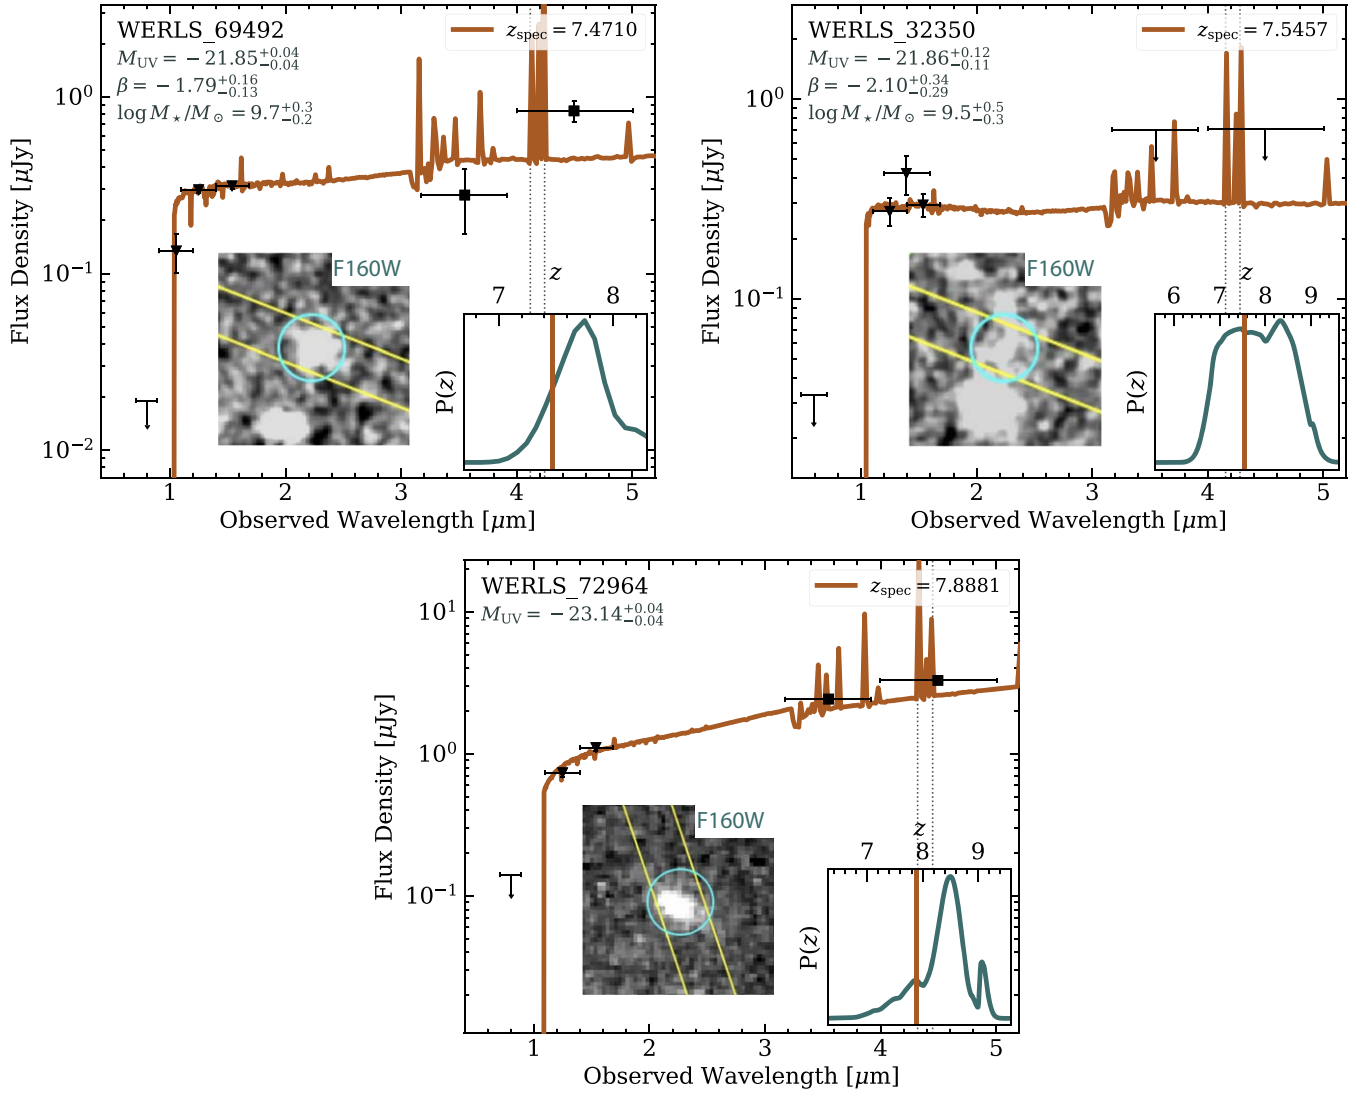 WERLS_69492
M_UV = −21.85^{+0.04}_{−0.04}
β = −1.79^{+0.16}_{−0.13}
log M⋆/M⊙ = 9.7^{+0.3}_{−0.2}
z_spec = 7.4710
Flux Density [μJy]
10^0
10^{−1}
10^{−2}
F160W
z
7 8
P(z)
1 2 3 4 5
Observed Wavelength [μm]
WERLS_32350
M_UV = −21.86^{+0.12}_{−0.11}
β = −2.10^{+0.34}_{−0.29}
log M⋆/M⊙ = 9.5^{+0.5}_{−0.3}
z_spec = 7.5457
Flux Density [μJy]
10^0
10^{−1}
F160W
z
6 7 8 9
P(z)
1 2 3 4 5
Observed Wavelength [μm]
WERLS_72964
M_UV = −23.14^{+0.04}_{−0.04}
z_spec = 7.8881
Flux Density [μJy]
10^1
10^0
10^{−1}
F160W
z
7 8 9
P(z)
1 2 3 4 5
Observed Wavelength [μm]